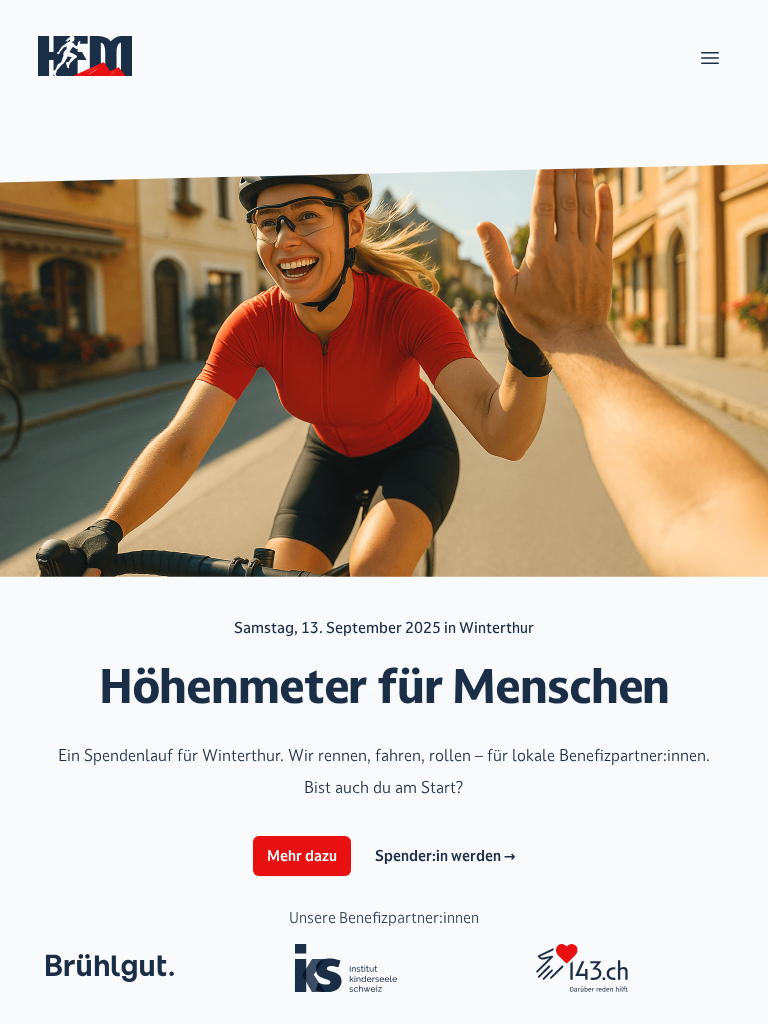 HFM
Samstag, 13. September 2025 in Winterthur
Höhenmeter für Menschen
Ein Spendenlauf für Winterthur. Wir rennen, fahren, rollen – für lokale Benefizpartner:innen.
Bist auch du am Start?
Mehr dazu
Spender:in werden →
Unsere Benefizpartner:innen
Brühlgut.
iks institut
kinderseele
schweiz
143.ch
Darüber reden hilft